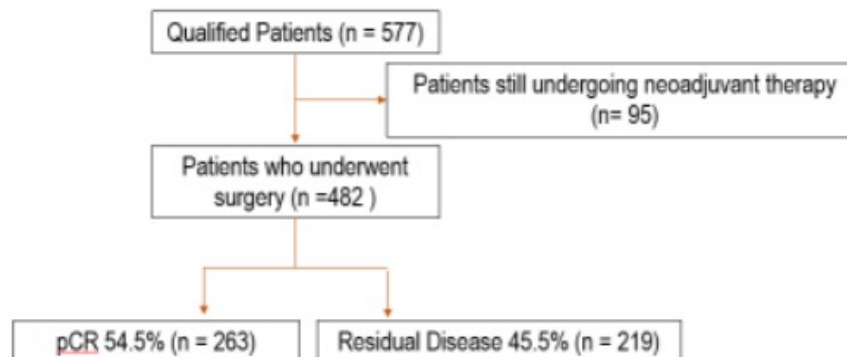 Qualified Patients (n = 577)
Patients still undergoing neoadjuvant therapy
(n= 95)
Patients who underwent
surgery (n =482 )
pCR 54.5% (n = 263)
Residual Disease 45.5% (n = 219)